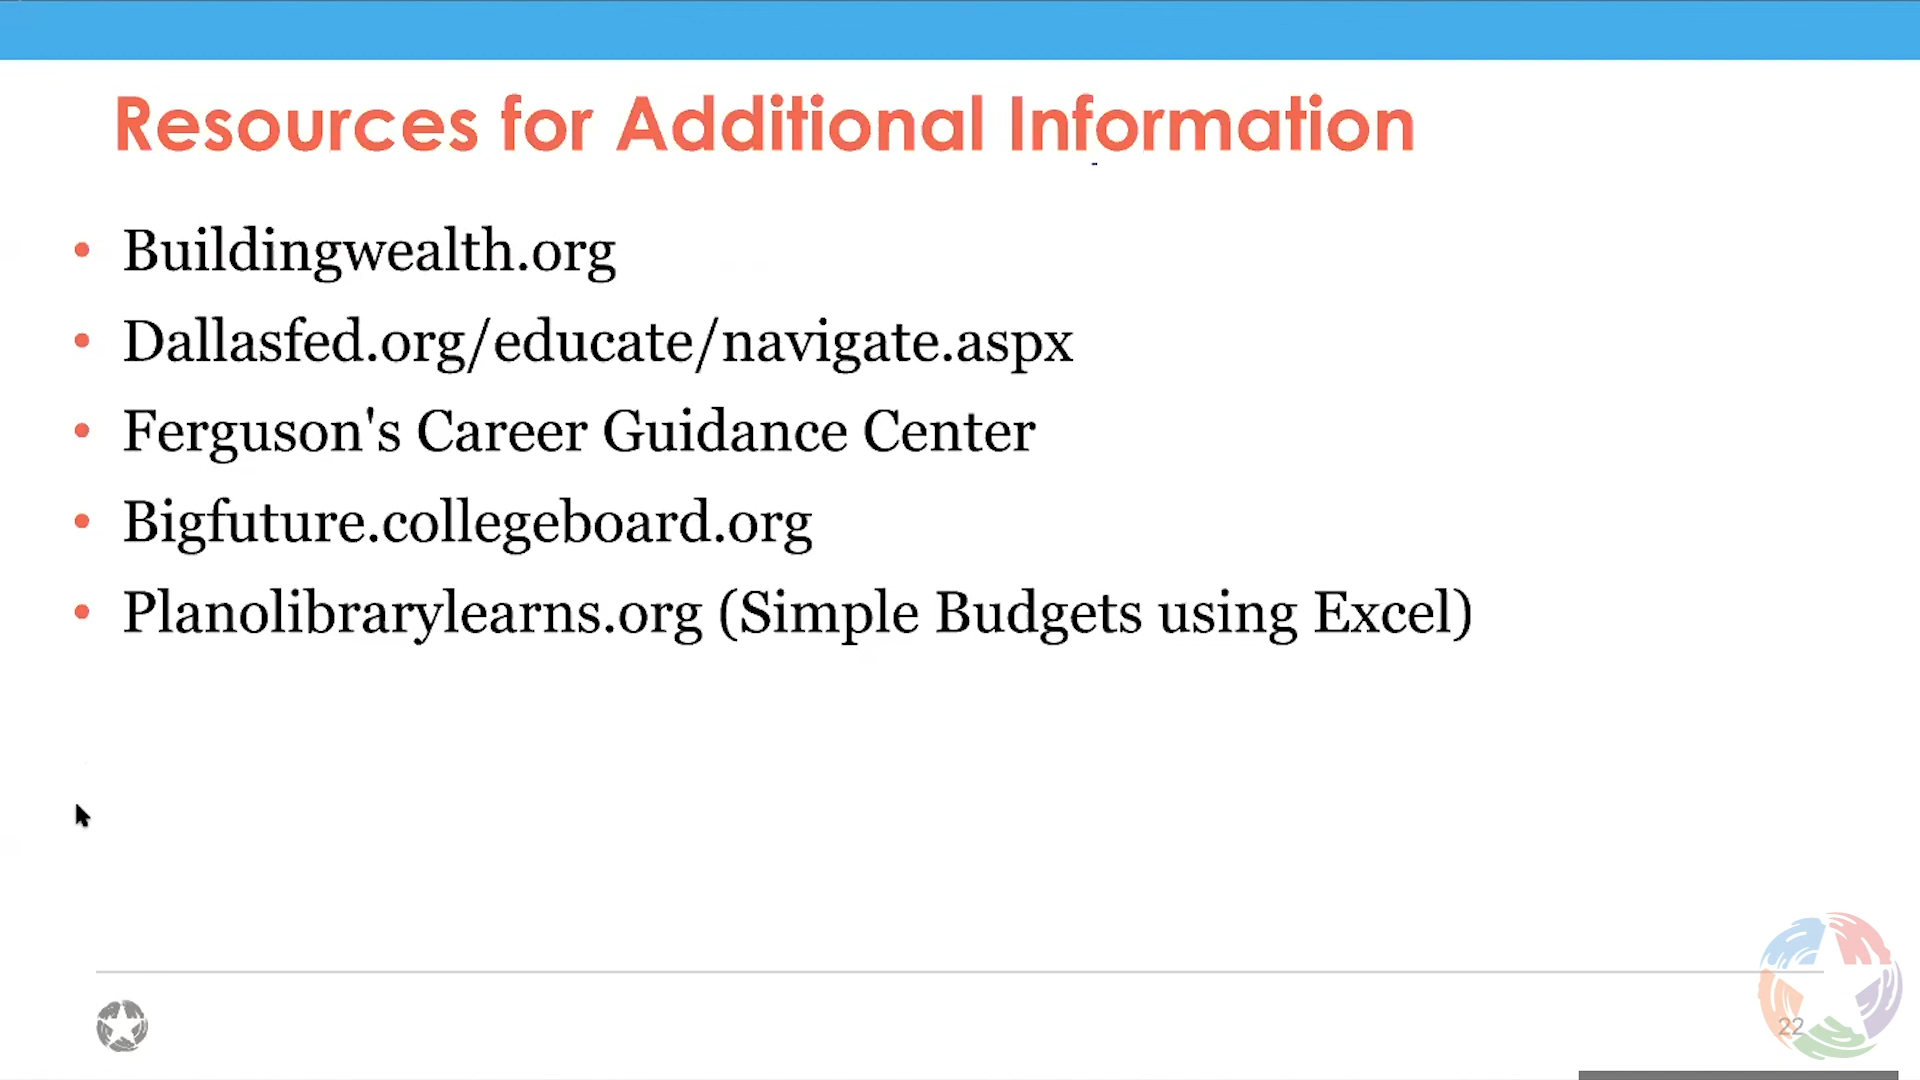 Resources for Additional Information
• Buildingwealth.org
• Dallasfed.org/educate/navigate.aspx
• Ferguson's Career Guidance Center
• Bigfuture.collegeboard.org
• Planolibrarylearns.org (Simple Budgets using Excel)
22